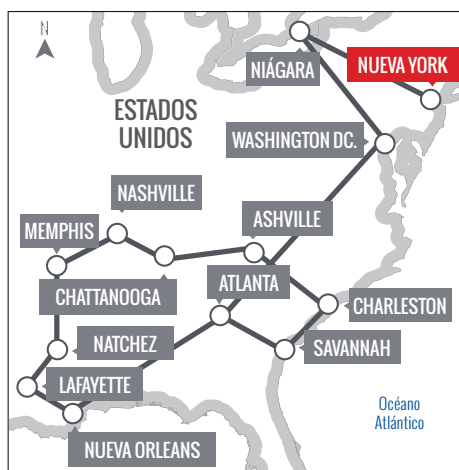 N
NIÁGARA
NUEVA YORK
ESTADOS
UNIDOS
WASHINGTON DC.
NASHVILLE
MEMPHIS
ASHVILLE
CHATTANOOGA
ATLANTA
CHARLESTON
NATCHEZ
SAVANNAH
LAFAYETTE
Océano
Atlántico
NUEVA ORLEANS